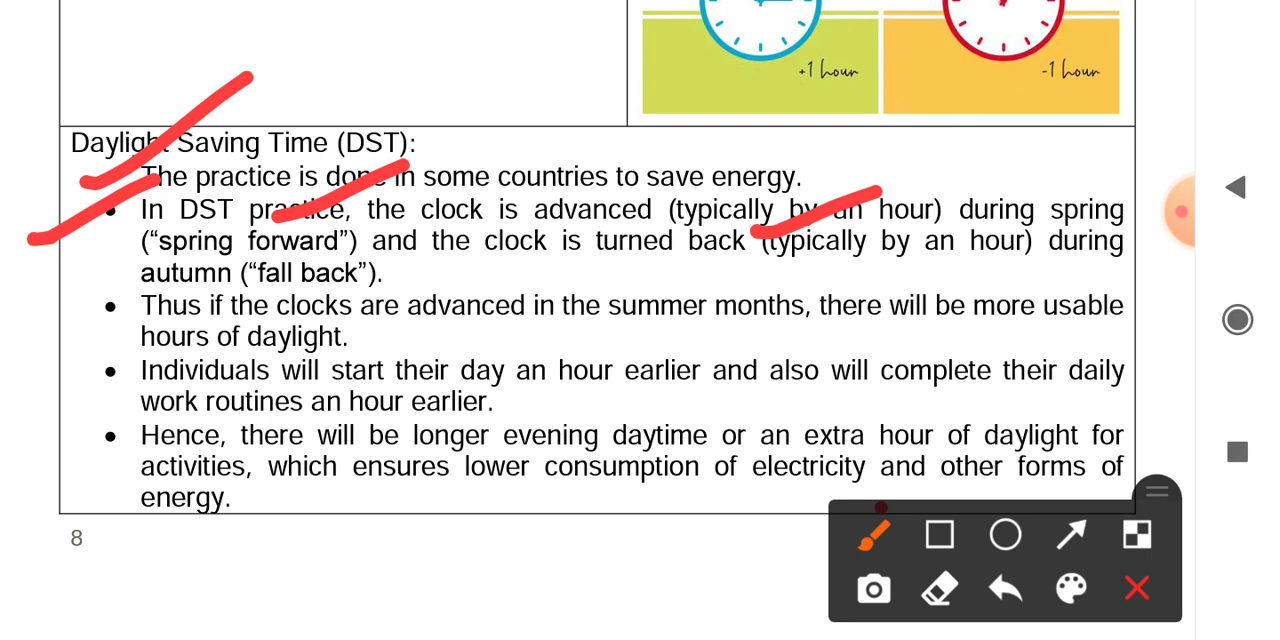 +1 hour
-1 hour
Daylight Saving Time (DST):
The practice is done in some countries to save energy.
• In DST practice, the clock is advanced (typically by an hour) during spring
(“spring forward”) and the clock is turned back (typically by an hour) during
autumn (“fall back”).
• Thus if the clocks are advanced in the summer months, there will be more usable
hours of daylight.
• Individuals will start their day an hour earlier and also will complete their daily
work routines an hour earlier.
• Hence, there will be longer evening daytime or an extra hour of daylight for
activities, which ensures lower consumption of electricity and other forms of
energy.
8